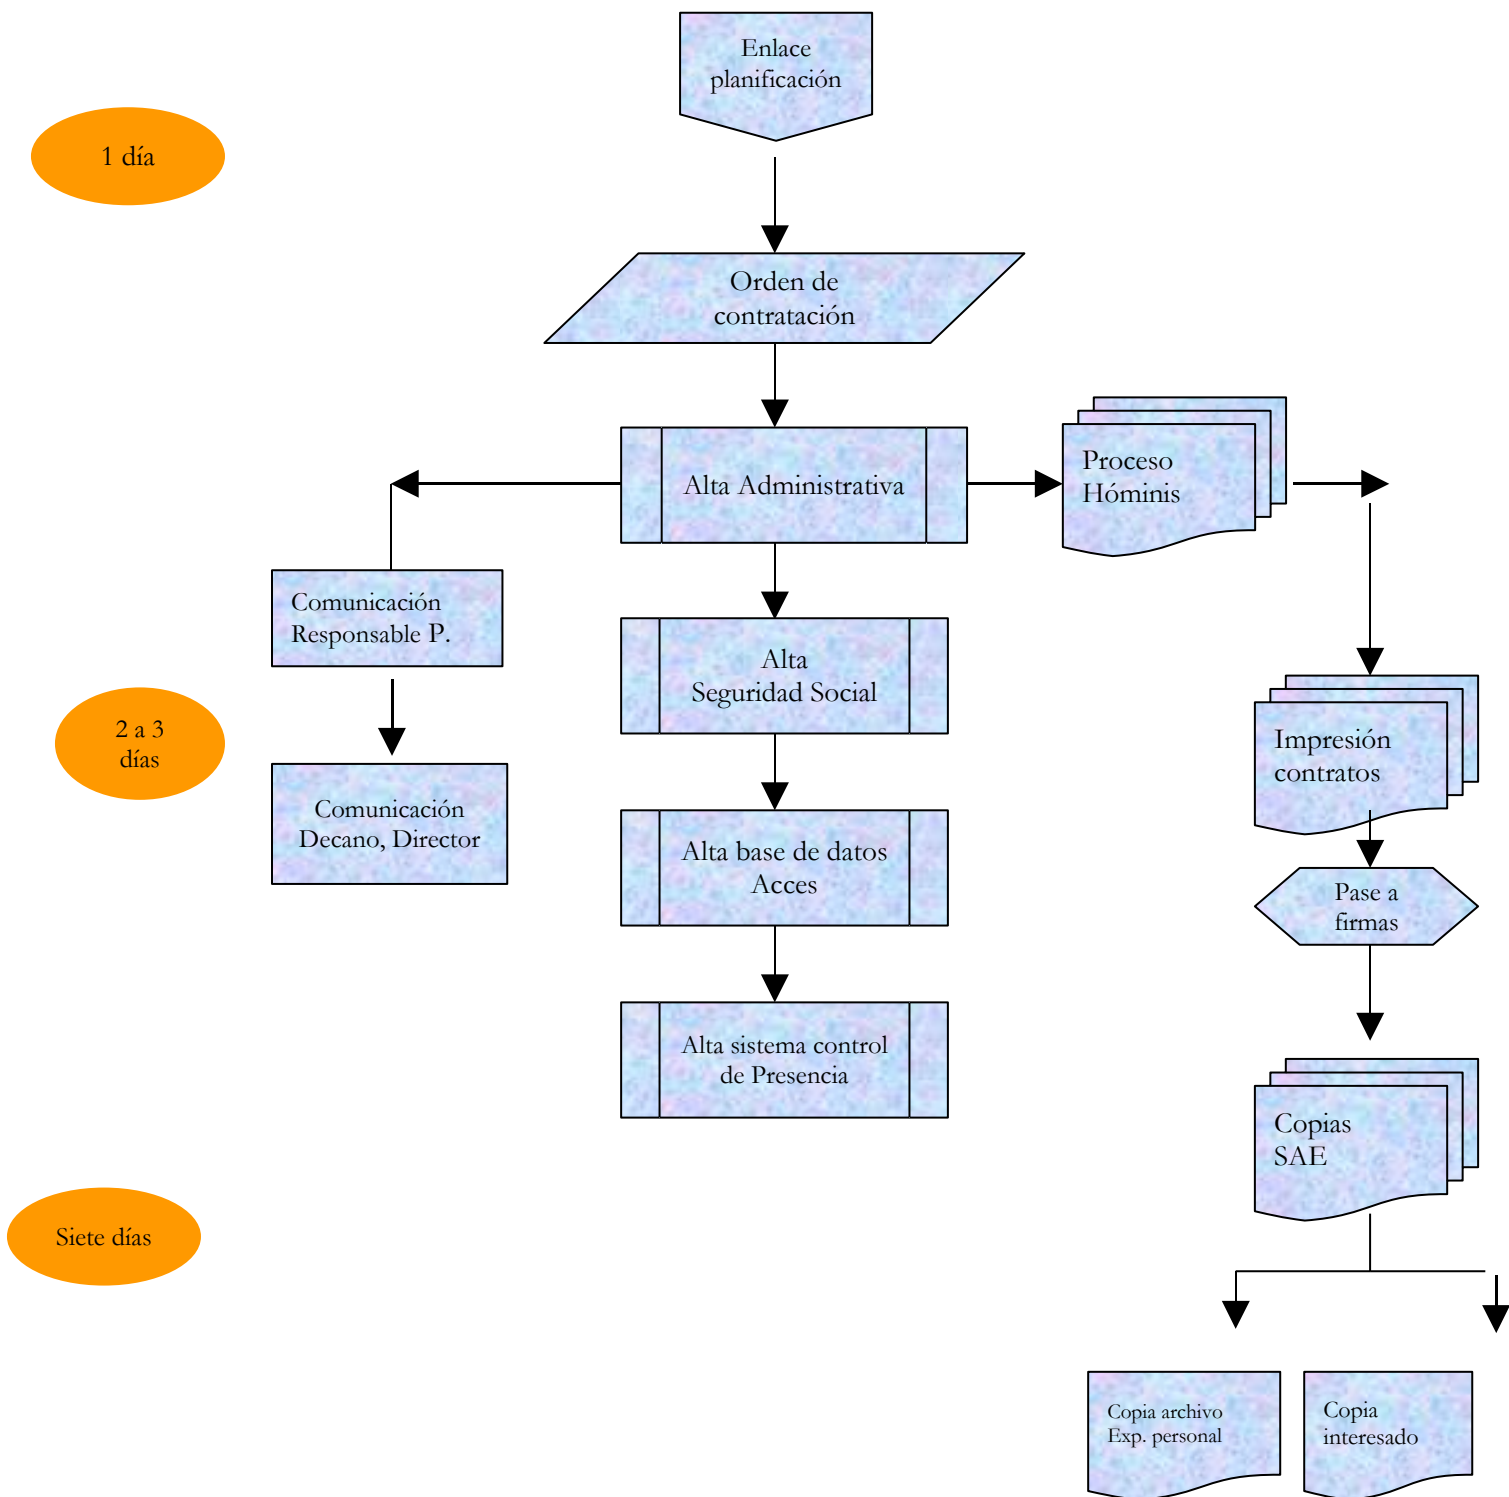 Enlace
planificación
1 día
Orden de
contratación
Alta Administrativa
Proceso
Hóminis
Comunicación
Responsable P.
Alta
Seguridad Social
2 a 3
días
Impresión
contratos
Comunicación
Decano, Director
Alta base de datos
Acces
Pase a
firmas
Alta sistema control
de Presencia
Copias
SAE
Siete días
Copia archivo
Exp. personal
Copia
interesado